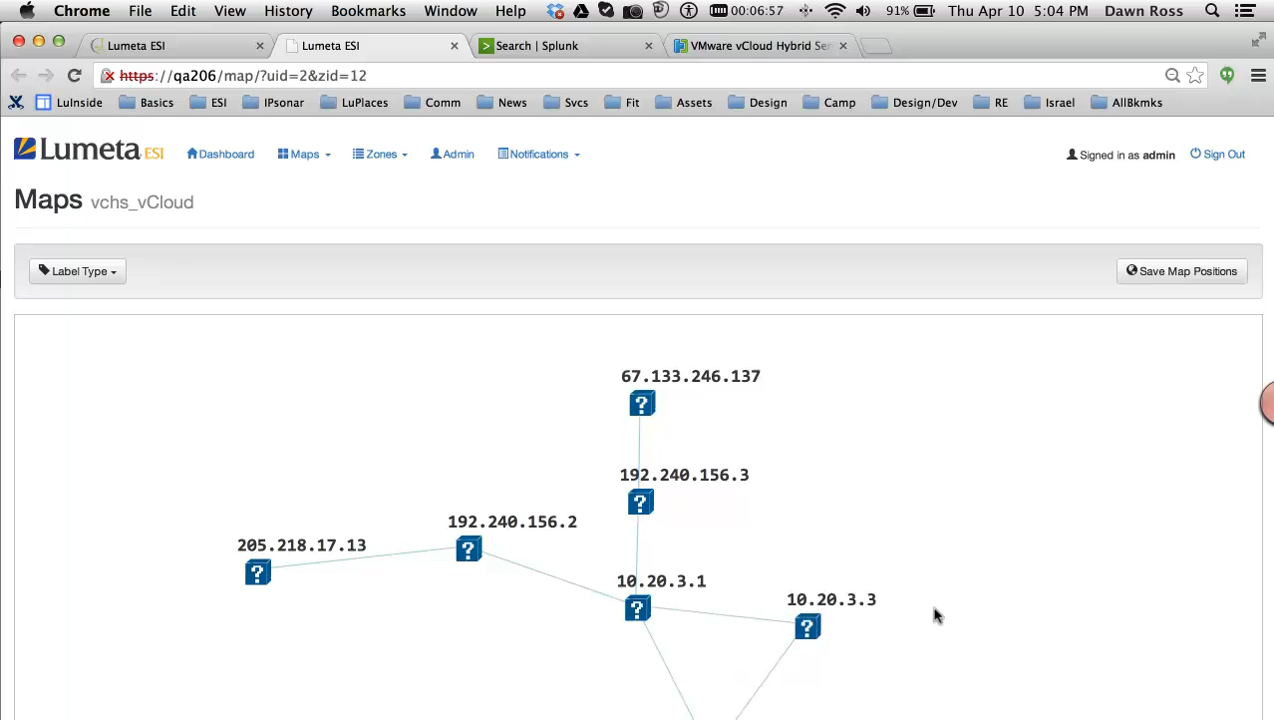 Chrome File Edit View History Bookmarks Window Help 00:06:57 91% Thu Apr 10 5:04 PM Dawn Ross
Lumeta ESI × Lumeta ESI × Search | Splunk × VMware vCloud Hybrid Ser ×
https://qa206/map/?uid=2&zid=12
LuInside Basics ESI IPsonar LuPlaces Comm News Svcs Fit Assets Design Camp Design/Dev RE Israel AllBkmks
Lumeta ESI Dashboard Maps Zones Admin Notifications Signed in as admin Sign Out
Maps vchs_vCloud
Label Type Save Map Positions
67.133.246.137
?
192.240.156.3
?
192.240.156.2
?
205.218.17.13
?
10.20.3.1
?
10.20.3.3
?